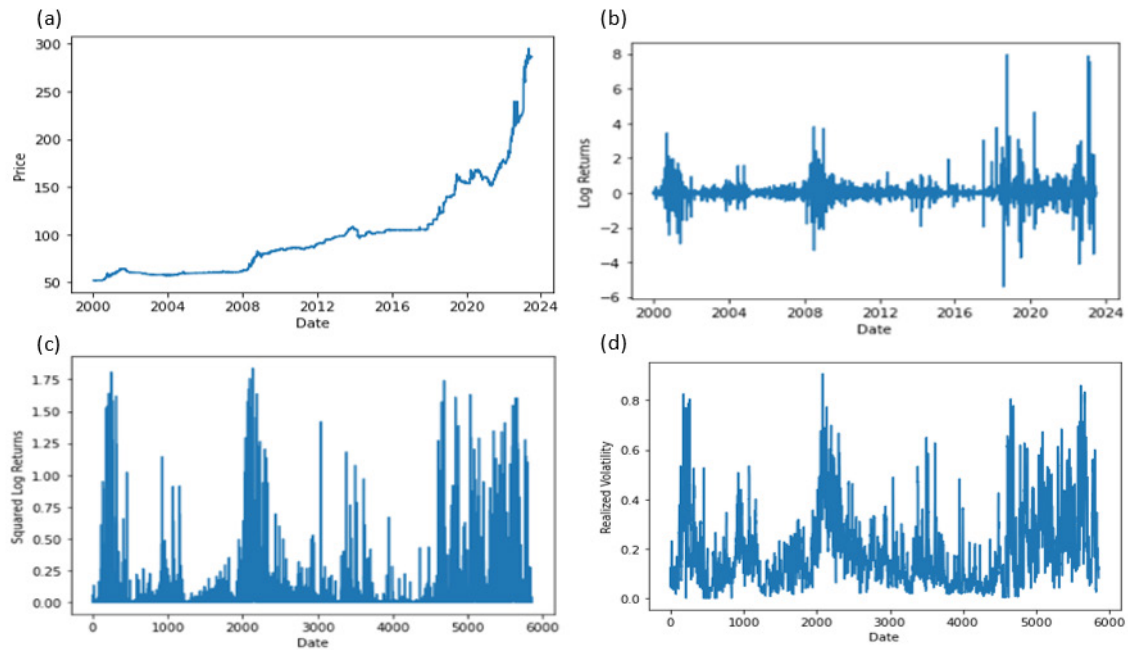 (a)
Price
300
250
200
150
100
50
2000 2004 2008 2012 2016 2020 2024
Date
(b)
Log Returns
8
6
4
2
0
−2
−4
−6
2000 2004 2008 2012 2016 2020 2024
Date
(c)
Squared Log Returns
1.75
1.50
1.25
1.00
0.75
0.50
0.25
0.00
0 1000 2000 3000 4000 5000 6000
Date
(d)
Realized Volatility
0.8
0.6
0.4
0.2
0.0
0 1000 2000 3000 4000 5000 6000
Date